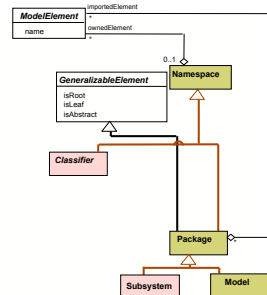 ModelElement
importedElement
*
name
ownedElement
*
0..1
Namespace
GeneralizableElement
isRoot
isLeaf
isAbstract
Classifier
Package
*
Subsystem
Model